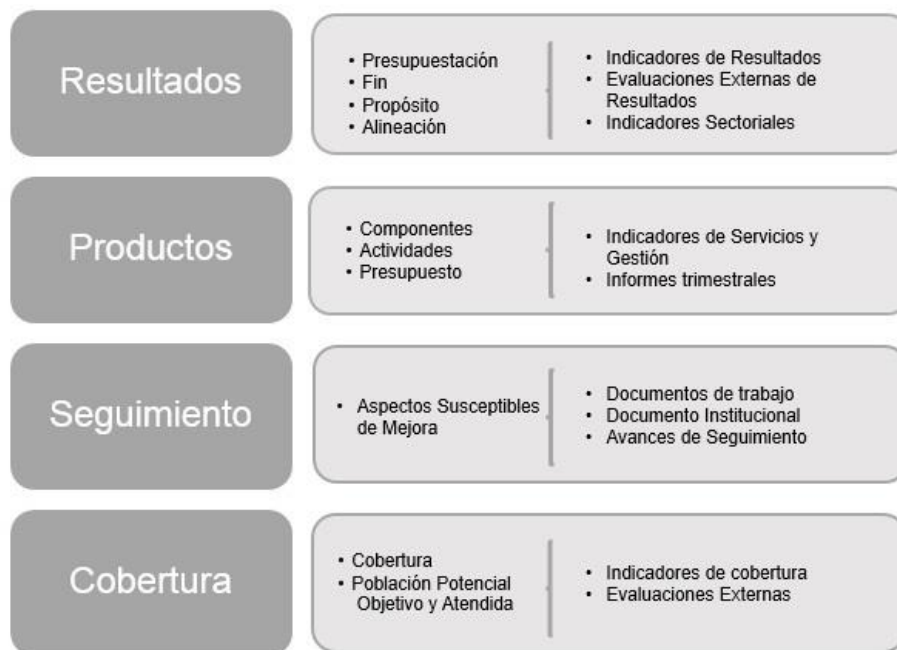 Resultados
• Presupuestación
• Fin
• Propósito
• Alineación
• Indicadores de Resultados
• Evaluaciones Externas de
Resultados
• Indicadores Sectoriales
Productos
• Componentes
• Actividades
• Presupuesto
• Indicadores de Servicios y
Gestión
• Informes trimestrales
Seguimiento
• Aspectos Susceptibles
de Mejora
• Documentos de trabajo
• Documento Institucional
• Avances de Seguimiento
Cobertura
• Cobertura
• Población Potencial
Objetivo y Atendida
• Indicadores de cobertura
• Evaluaciones Externas